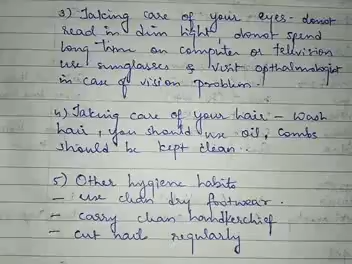 3) Taking care of your eyes - donot
read in dim light, donot spend
long time on computer or television
use sunglasses & visit opthalmologist
in case of vision problem.
4) Taking care of your hair - wash
hair, you should use oil, combs
should be kept clean.
5) Other hygiene habits
- use clean dry footwear.
- carry clean handkerchief
- cut nail regularly